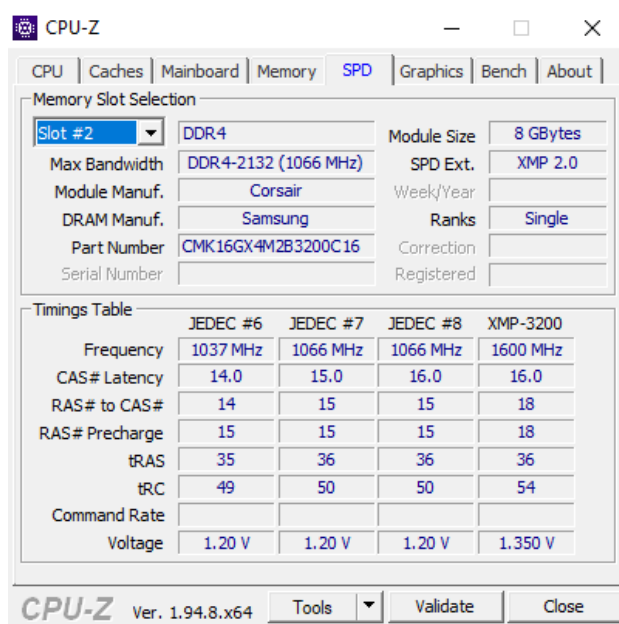 CPU-Z
CPU Caches Mainboard Memory SPD Graphics Bench About
Memory Slot Selection
Slot #2 DDR4 Module Size 8 GBytes
Max Bandwidth DDR4-2132 (1066 MHz) SPD Ext. XMP 2.0
Module Manuf. Corsair Week/Year
DRAM Manuf. Samsung Ranks Single
Part Number CMK16GX4M2B3200C16 Correction
Serial Number Registered
Timings Table
JEDEC #6 JEDEC #7 JEDEC #8 XMP-3200
Frequency 1037 MHz 1066 MHz 1066 MHz 1600 MHz
CAS# Latency 14.0 15.0 16.0 16.0
RAS# to CAS# 14 15 15 18
RAS# Precharge 15 15 15 18
tRAS 35 36 36 36
tRC 49 50 50 54
Command Rate
Voltage 1.20 V 1.20 V 1.20 V 1.350 V
CPU-Z Ver. 1.94.8.x64 Tools Validate Close